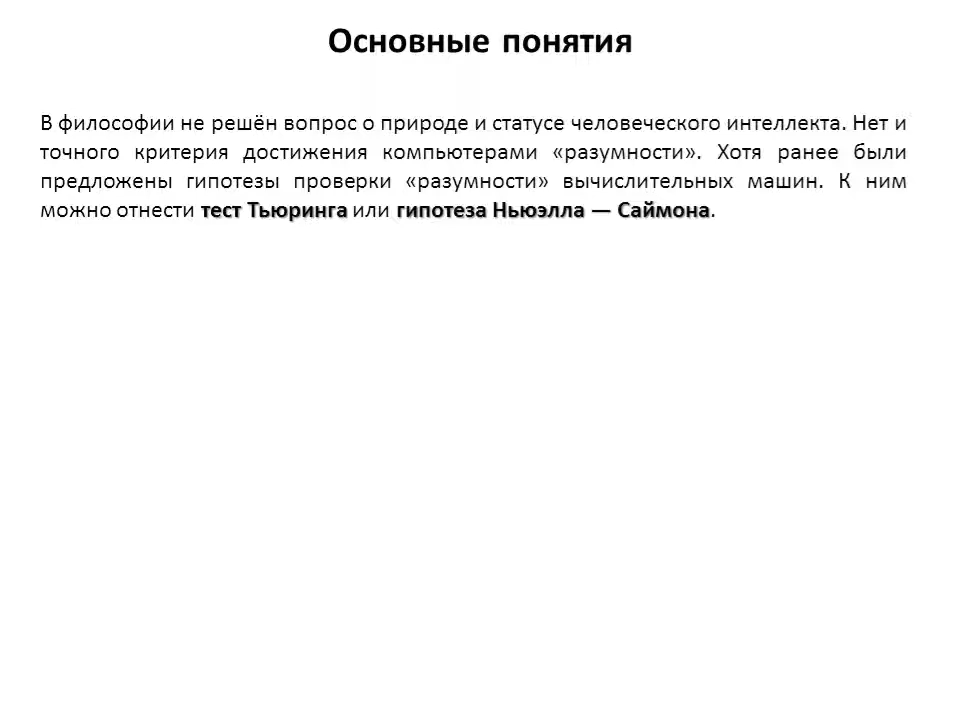 Основные понятия
В философии не решён вопрос о природе и статусе человеческого интеллекта. Нет и
точного критерия достижения компьютерами «разумности». Хотя ранее были
предложены гипотезы проверки «разумности» вычислительных машин. К ним
можно отнести тест Тьюринга или гипотеза Ньюэлла — Саймона.